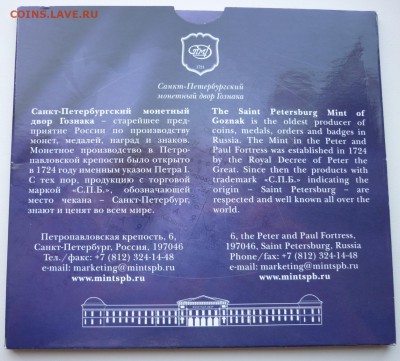 COINS.LAVE.RU
1724
Санкт-Петербургский
монетный двор Гознака
Санкт-Петербургский монетный
двор Гознака – старейшее пред-
приятие России по производству
монет, медалей, наград и знаков.
Монетное производство в Петро-
павловской крепости было открыто
в 1724 году именным указом Петра I.
С тех пор, продукцию с торговой
маркой «С.П.Б.», обозначающей
место чекана – Санкт-Петербург,
знают и ценят во всем мире.
Петропавловская крепость, 6,
Санкт-Петербург, Россия, 197046
Тел./факс: +7 (812) 324-14-48
e-mail: marketing@mintspb.ru
www.mintspb.ru
The Saint Petersburg Mint of
Goznak is the oldest producer of
coins, medals, orders and badges in
Russia. The Mint in the Peter and
Paul Fortress was established in 1724
by the Royal Decree of Peter the
Great. Since then the products with
trademark «С.П.Б.» indicating the
origin – Saint Petersburg – are
respected and well known all over the
world.
6, the Peter and Paul Fortress,
197046, Saint Petersburg, Russia
Phone/fax: +7 (812) 324-14-48
e-mail: marketing@mintspb.ru
www.mintspb.ru